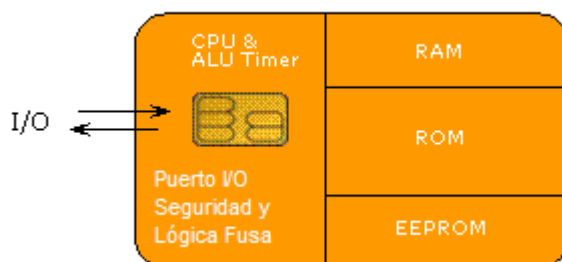 CPU &
ALU Timer
I/O
Puerto I/O
Seguridad y
Lógica Fusa
RAM
ROM
EEPROM